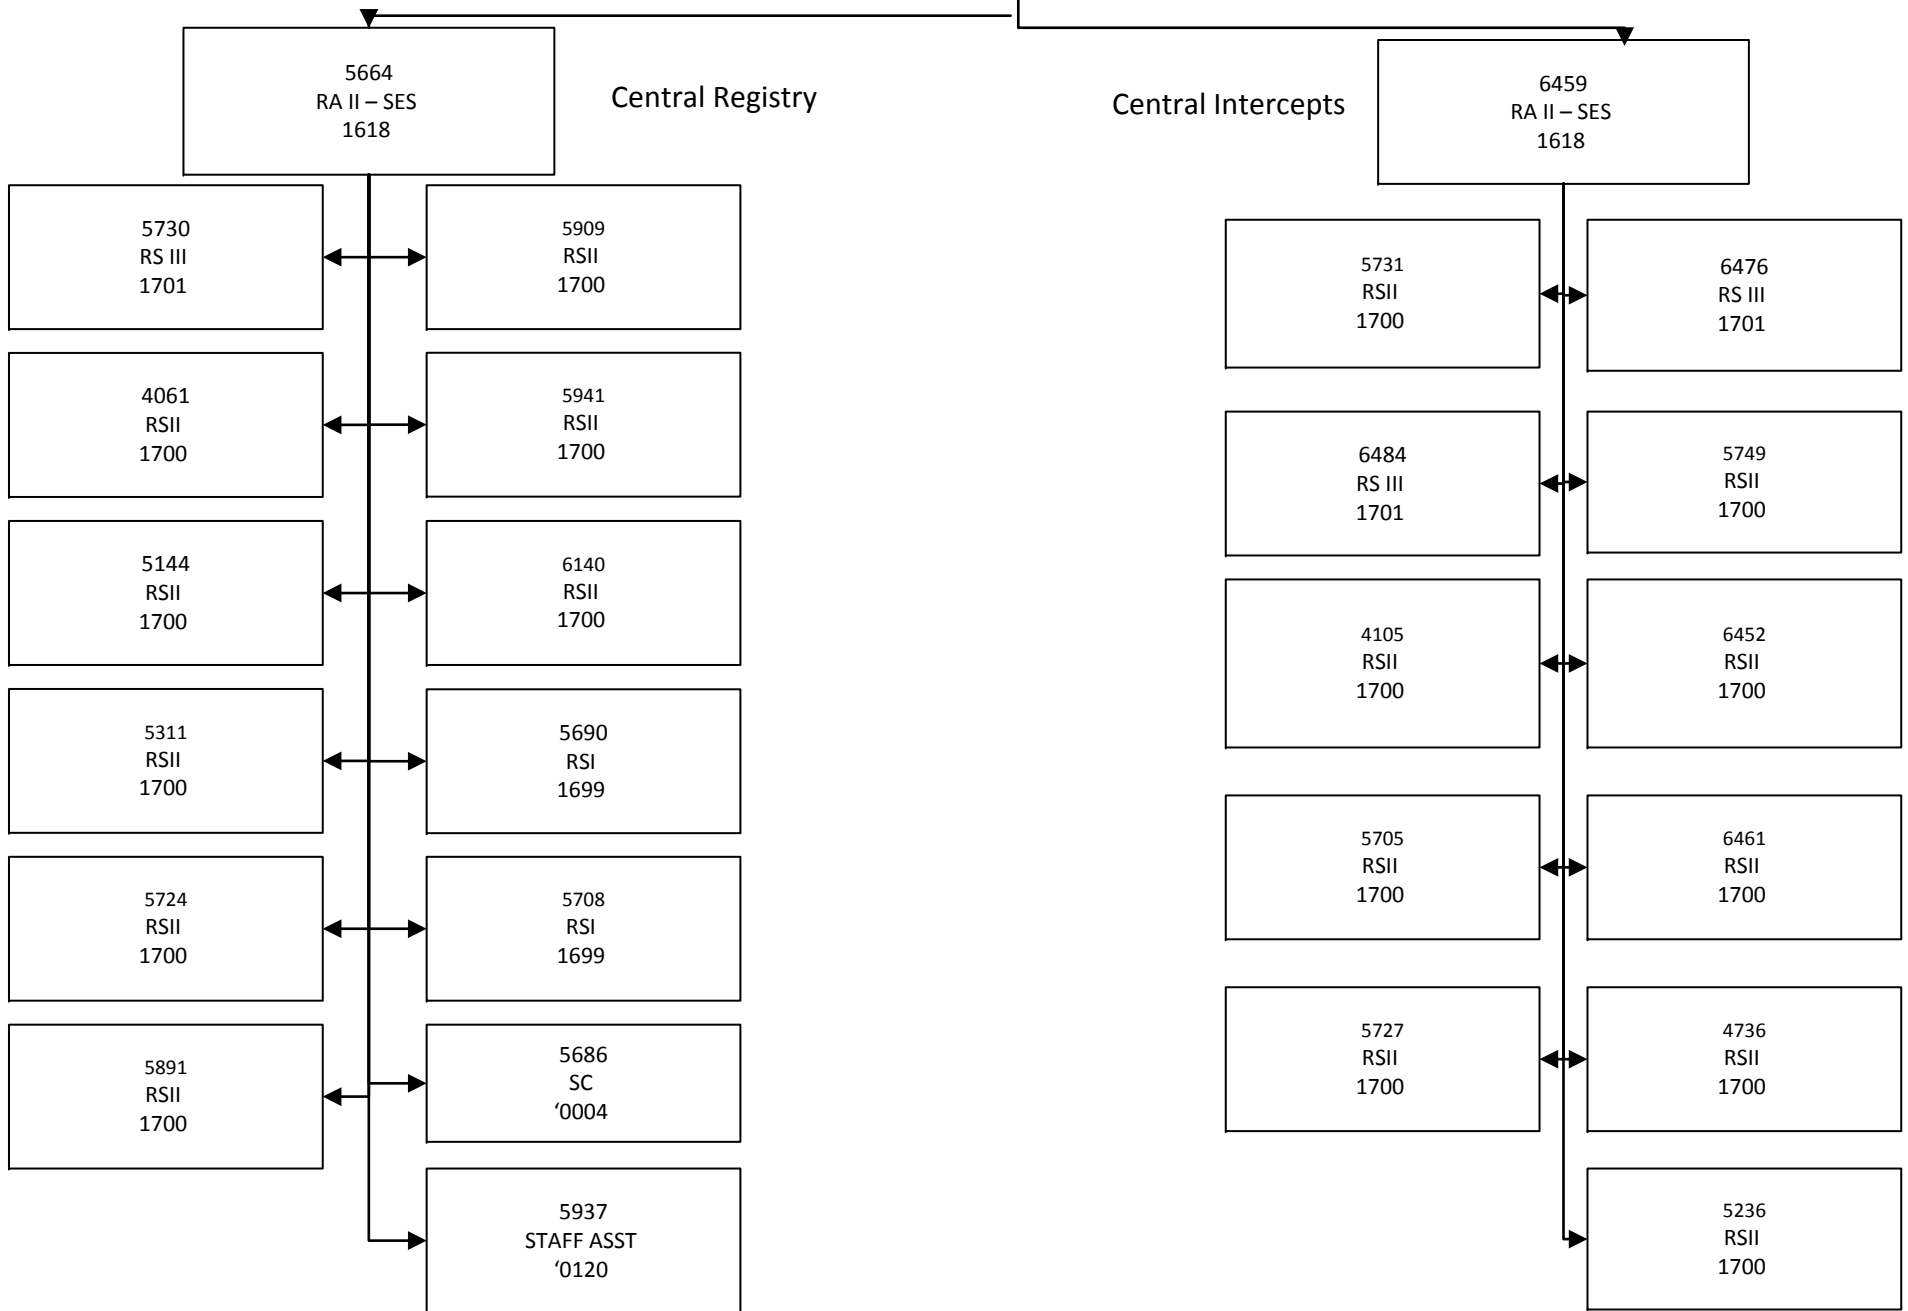 5664
RA II – SES
1618
Central Registry
5730
RS III
1701
5909
RSII
1700
4061
RSII
1700
5941
RSII
1700
5144
RSII
1700
6140
RSII
1700
5311
RSII
1700
5690
RSI
1699
5724
RSII
1700
5708
RSI
1699
5891
RSII
1700
5686
SC
‘0004
5937
STAFF ASST
‘0120
Central Intercepts
6459
RA II – SES
1618
5731
RSII
1700
6476
RS III
1701
6484
RS III
1701
5749
RSII
1700
4105
RSII
1700
6452
RSII
1700
5705
RSII
1700
6461
RSII
1700
5727
RSII
1700
4736
RSII
1700
5236
RSII
1700